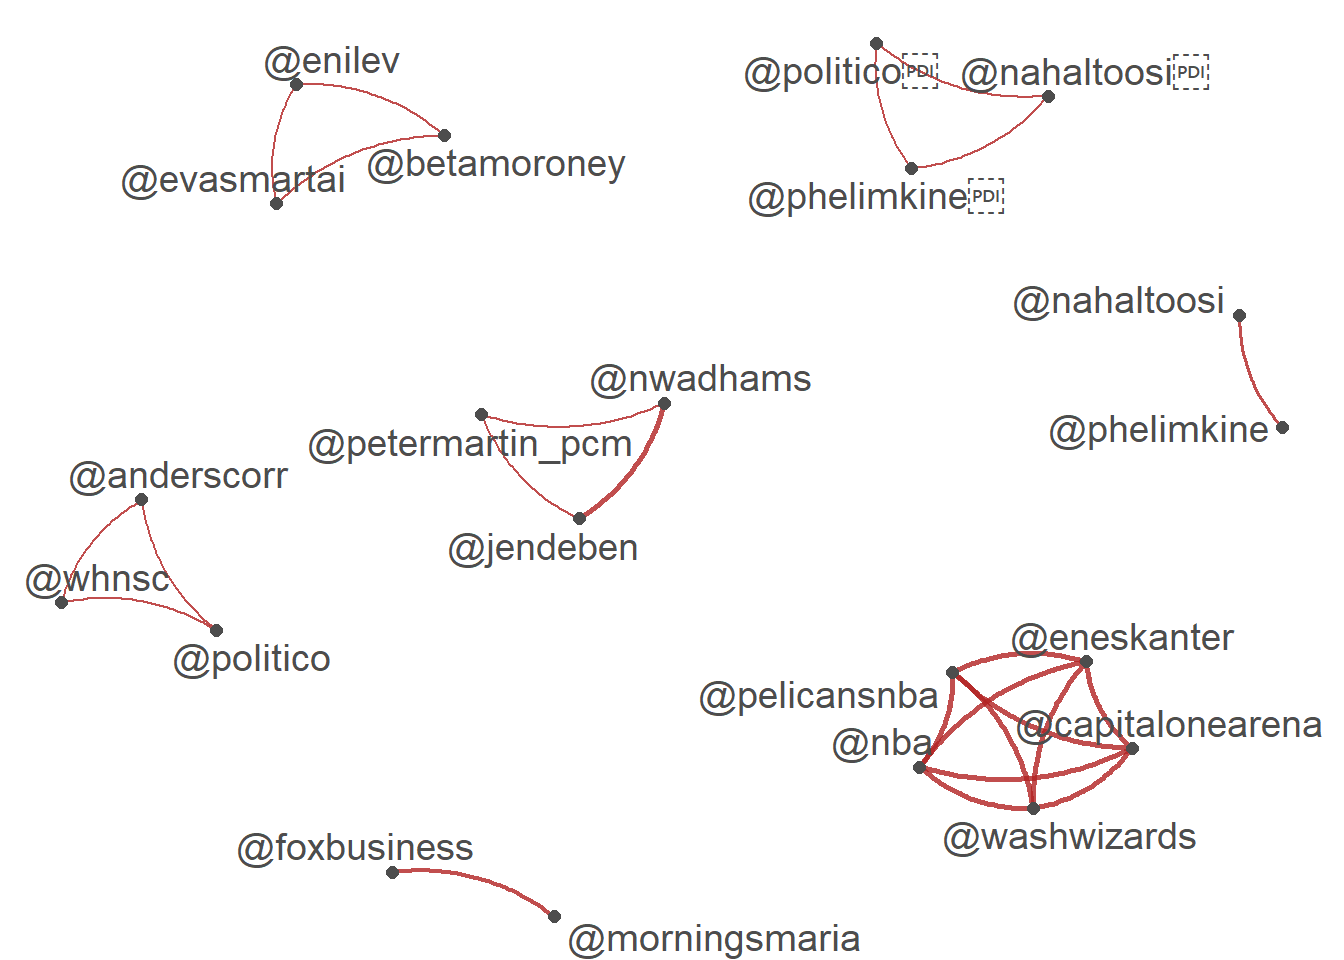 @enilev
@politico PDI
@nahaltoosi PDI
@betamoroney
@evasmartai
@phelimkine PDI
@nahaltoosi
@nwadhams
@phelimkine
@petermartin_pcm
@anderscorr
@jendeben
@whnsc
@politico
@eneskanter
@pelicansnba
@capitalonearena
@nba
@washwizards
@foxbusiness
@morningsmaria